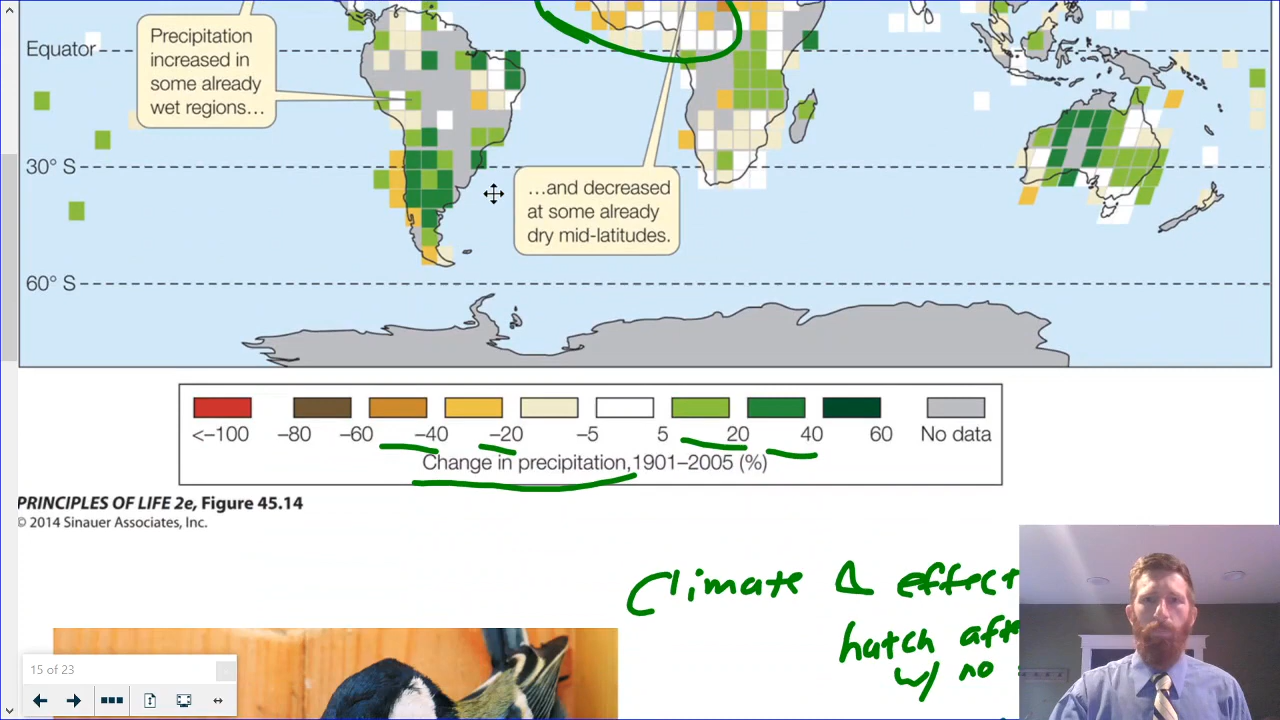 Equator
Precipitation
increased in
some already
wet regions…
30° S
…and decreased
at some already
dry mid-latitudes.
60° S
<–100 –80 –60 –40 –20 –5 5 20 40 60 No data
Change in precipitation, 1901–2005 (%)
PRINCIPLES OF LIFE 2e, Figure 45.14
© 2014 Sinauer Associates, Inc.
Climate Δ effect
hatch aft
w/ no
15 of 23